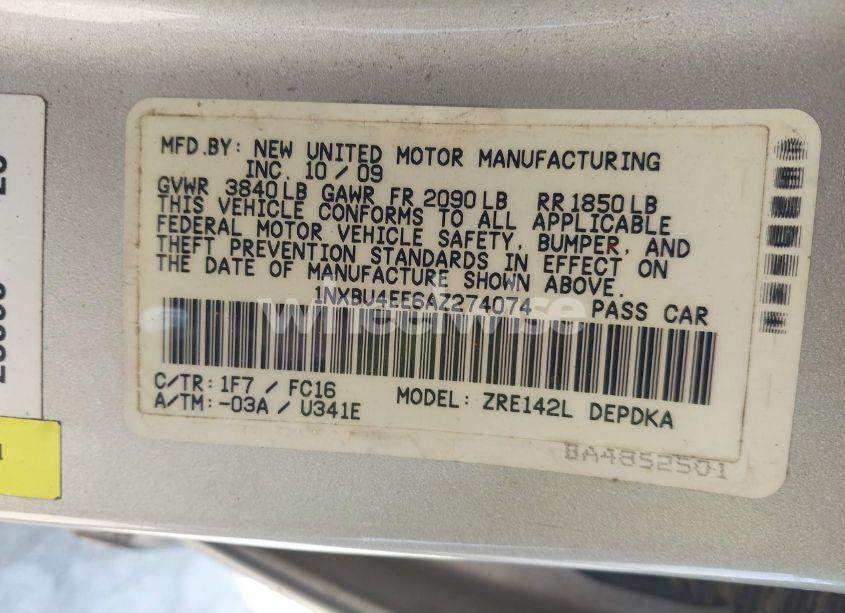 MFD.BY: NEW UNITED MOTOR MANUFACTURING
INC. 10 / 09
GVWR 3840 LB GAWR FR 2090 LB RR 1850 LB
THIS VEHICLE CONFORMS TO ALL APPLICABLE
FEDERAL MOTOR VEHICLE SAFETY, BUMPER, AND
THEFT PREVENTION STANDARDS IN EFFECT ON
THE DATE OF MANUFACTURE SHOWN ABOVE.
1NXBU4EE6AZ274074 PASS CAR
wheelwise
C/TR: 1F7 / FC16
A/TM: -03A / U341E
MODEL: ZRE142L DEPDKA
BA4852501